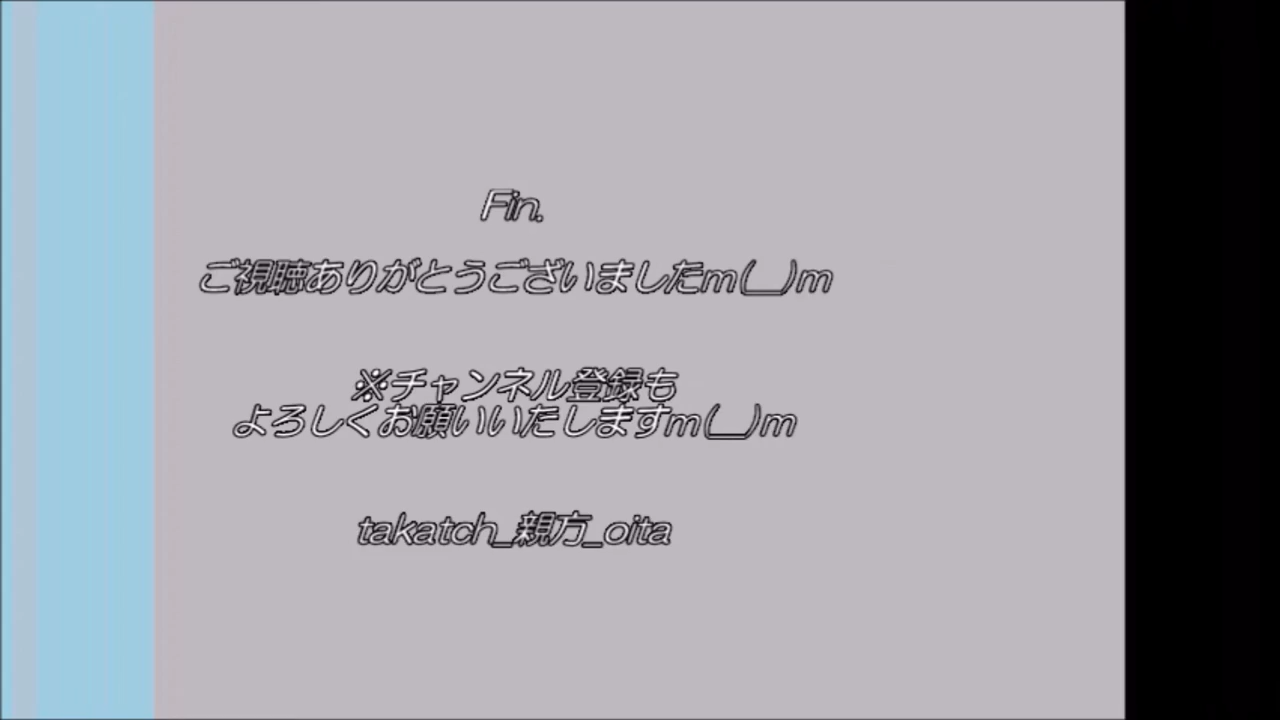 Fin.
ご視聴ありがとうございましたm(__)m
※チャンネル登録も
よろしくお願いいたしますm(__)m
takatch_親方_oita